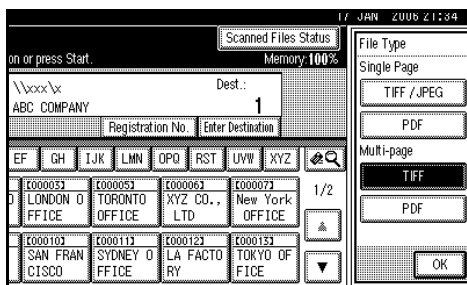 17 JAN 2006 21:34
Scanned Files Status
on or press Start.
Memory:100%
\\xxx\x
Dest.:
ABC COMPANY
1
Registration No.
Enter Destination
EF GH IJK LMN OPQ RST UVW XYZ
[00003] [00005] [00006] [00007]
LONDON O TORONTO XYZ CO., New York
FFICE OFFICE LTD OFFICE
1/2
[00010] [00011] [00012] [00013]
SAN FRAN SYDNEY O LA FACTO TOKYO OF
CISCO FFICE RY FICE
File Type
Single Page
TIFF / JPEG
PDF
Multi-page
TIFF
PDF
OK